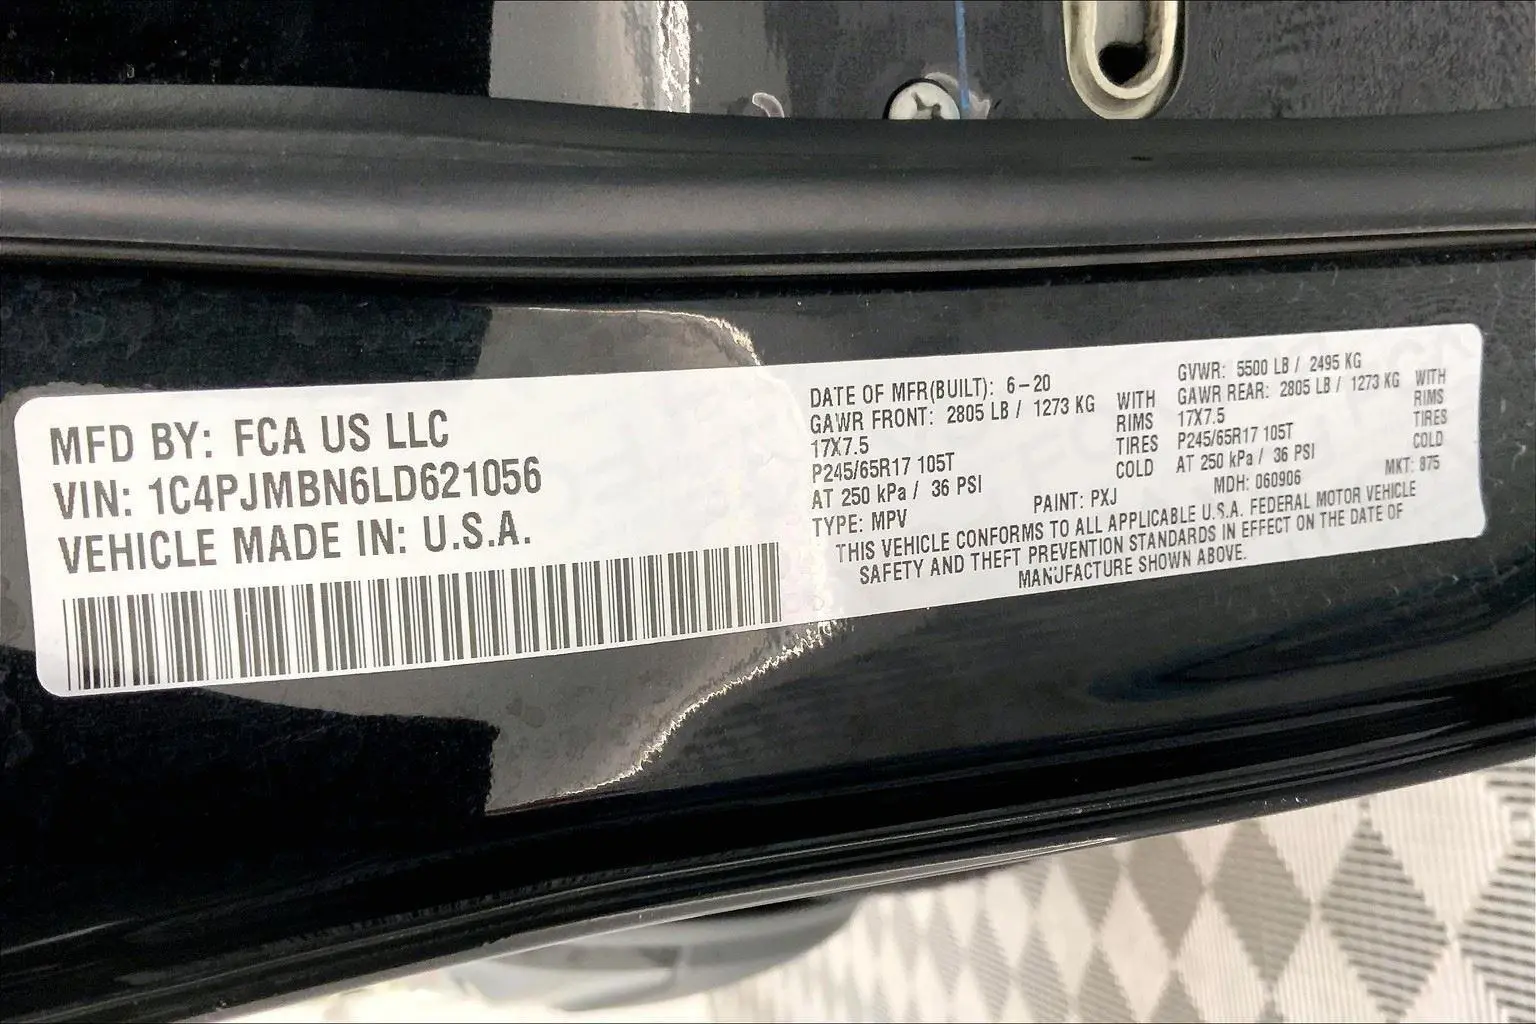 MFD BY: FCA US LLC
VIN: 1C4PJMBN6LD621056
VEHICLE MADE IN: U.S.A.
DATE OF MFR(BUILT): 6-20
GAWR FRONT: 2805 LB / 1273 KG WITH
17X7.5 RIMS
P245/65R17 105T TIRES
AT 250 kPa / 36 PSI COLD
TYPE: MPV PAINT: PXJ
GVWR: 5500 LB / 2495 KG
GAWR REAR: 2805 LB / 1273 KG WITH
17X7.5 RIMS
P245/65R17 105T TIRES
AT 250 kPa / 36 PSI COLD
MDH: 060906 MKT: 875
THIS VEHICLE CONFORMS TO ALL APPLICABLE U.S.A. FEDERAL MOTOR VEHICLE
SAFETY AND THEFT PREVENTION STANDARDS IN EFFECT ON THE DATE OF
MANUFACTURE SHOWN ABOVE.